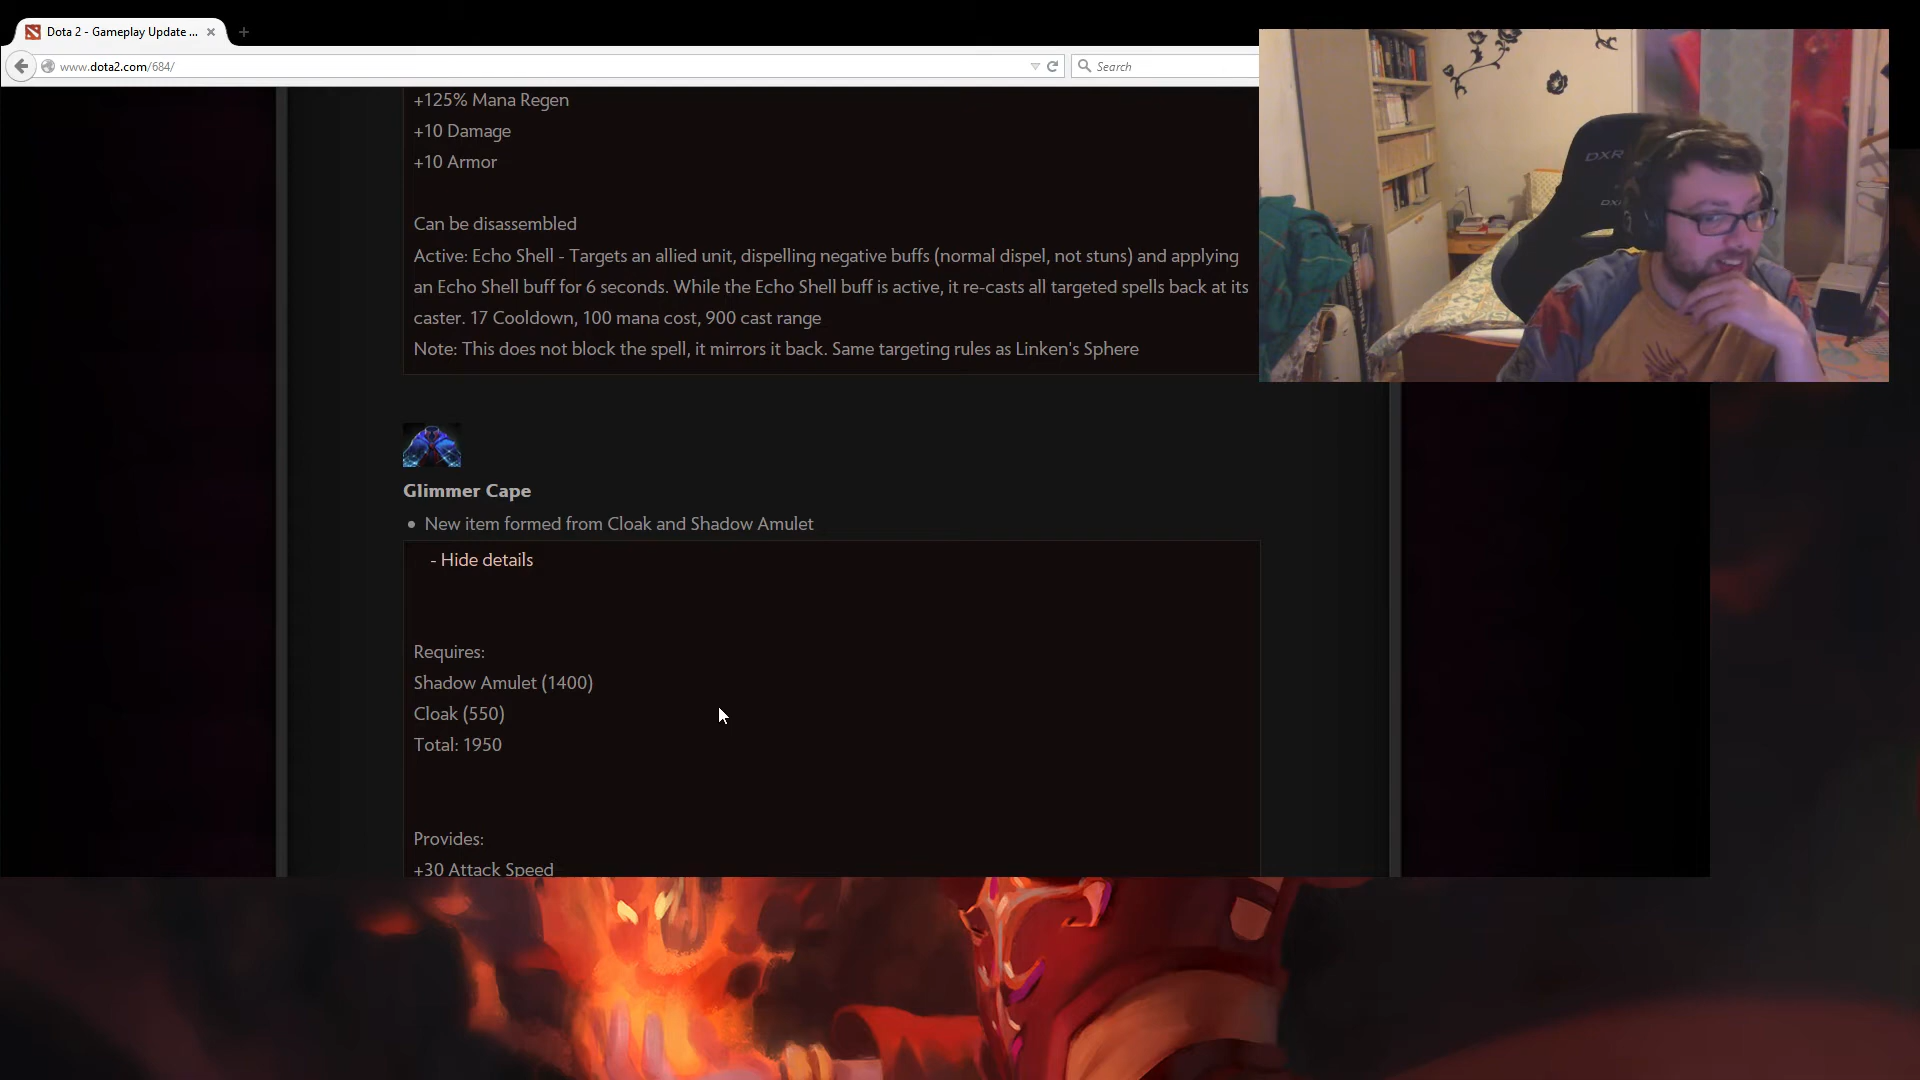 Dota 2 - Gameplay Update ...
www.dota2.com/684/
Search
+125% Mana Regen
+10 Damage
+10 Armor
Can be disassembled
Active: Echo Shell - Targets an allied unit, dispelling negative buffs (normal dispel, not stuns) and applying
an Echo Shell buff for 6 seconds. While the Echo Shell buff is active, it re-casts all targeted spells back at its
caster. 17 Cooldown, 100 mana cost, 900 cast range
Note: This does not block the spell, it mirrors it back. Same targeting rules as Linken's Sphere
Glimmer Cape
New item formed from Cloak and Shadow Amulet
- Hide details
Requires:
Shadow Amulet (1400)
Cloak (550)
Total: 1950
Provides:
+30 Attack Speed
DXR